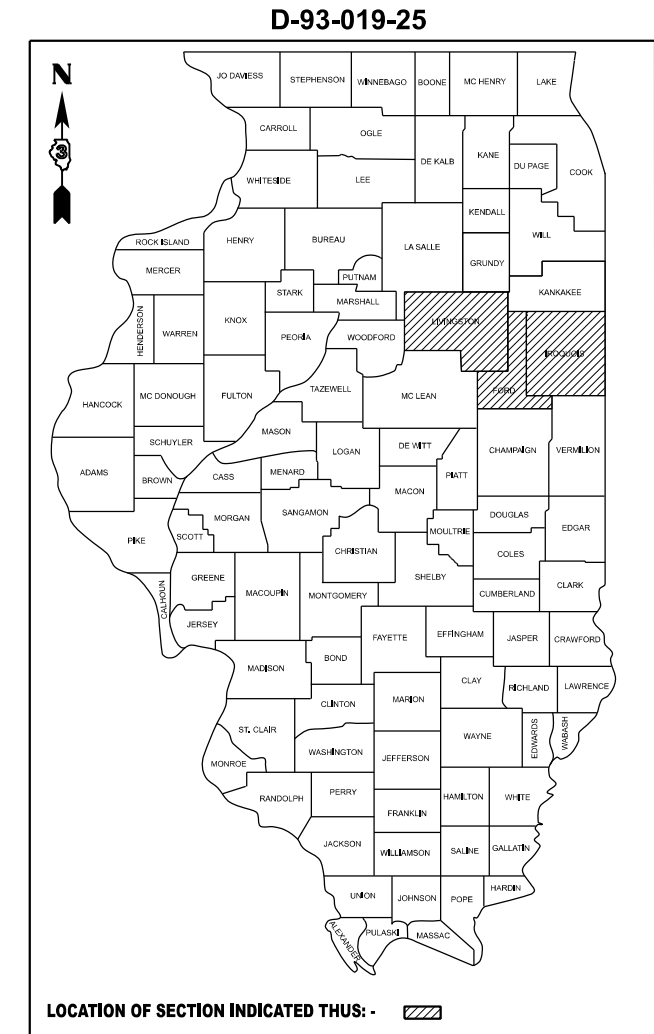 D-93-019-25
N
3
JO DAVIESS STEPHENSON WINNEBAGO BOONE MC HENRY LAKE
CARROLL OGLE DE KALB KANE DU PAGE COOK
WHITESIDE LEE
KENDALL
ROCK ISLAND HENRY BUREAU LA SALLE WILL
GRUNDY
MERCER PUTNAM
STARK MARSHALL KANKAKEE
HENDERSON WARREN KNOX PEORIA WOODFORD LIVINGSTON IROQUOIS
HANCOCK MC DONOUGH FULTON TAZEWELL MC LEAN FORD
SCHUYLER MASON
LOGAN DE WITT CHAMPAIGN VERMILION
ADAMS BROWN CASS MENARD PIATT
MACON
MORGAN SANGAMON DOUGLAS
PIKE SCOTT CHRISTIAN MOULTRIE EDGAR
COLES
SHELBY
CALHOUN GREENE MACOUPIN MONTGOMERY CUMBERLAND CLARK
JERSEY
FAYETTE EFFINGHAM JASPER CRAWFORD
MADISON BOND
CLAY RICHLAND LAWRENCE
CLINTON MARION
ST. CLAIR WAYNE EDWARDS WABASH
WASHINGTON JEFFERSON
MONROE
RANDOLPH PERRY HAMILTON WHITE
FRANKLIN
JACKSON WILLIAMSON SALINE GALLATIN
UNION JOHNSON POPE HARDIN
ALEXANDER PULASKI MASSAC
LOCATION OF SECTION INDICATED THUS: -